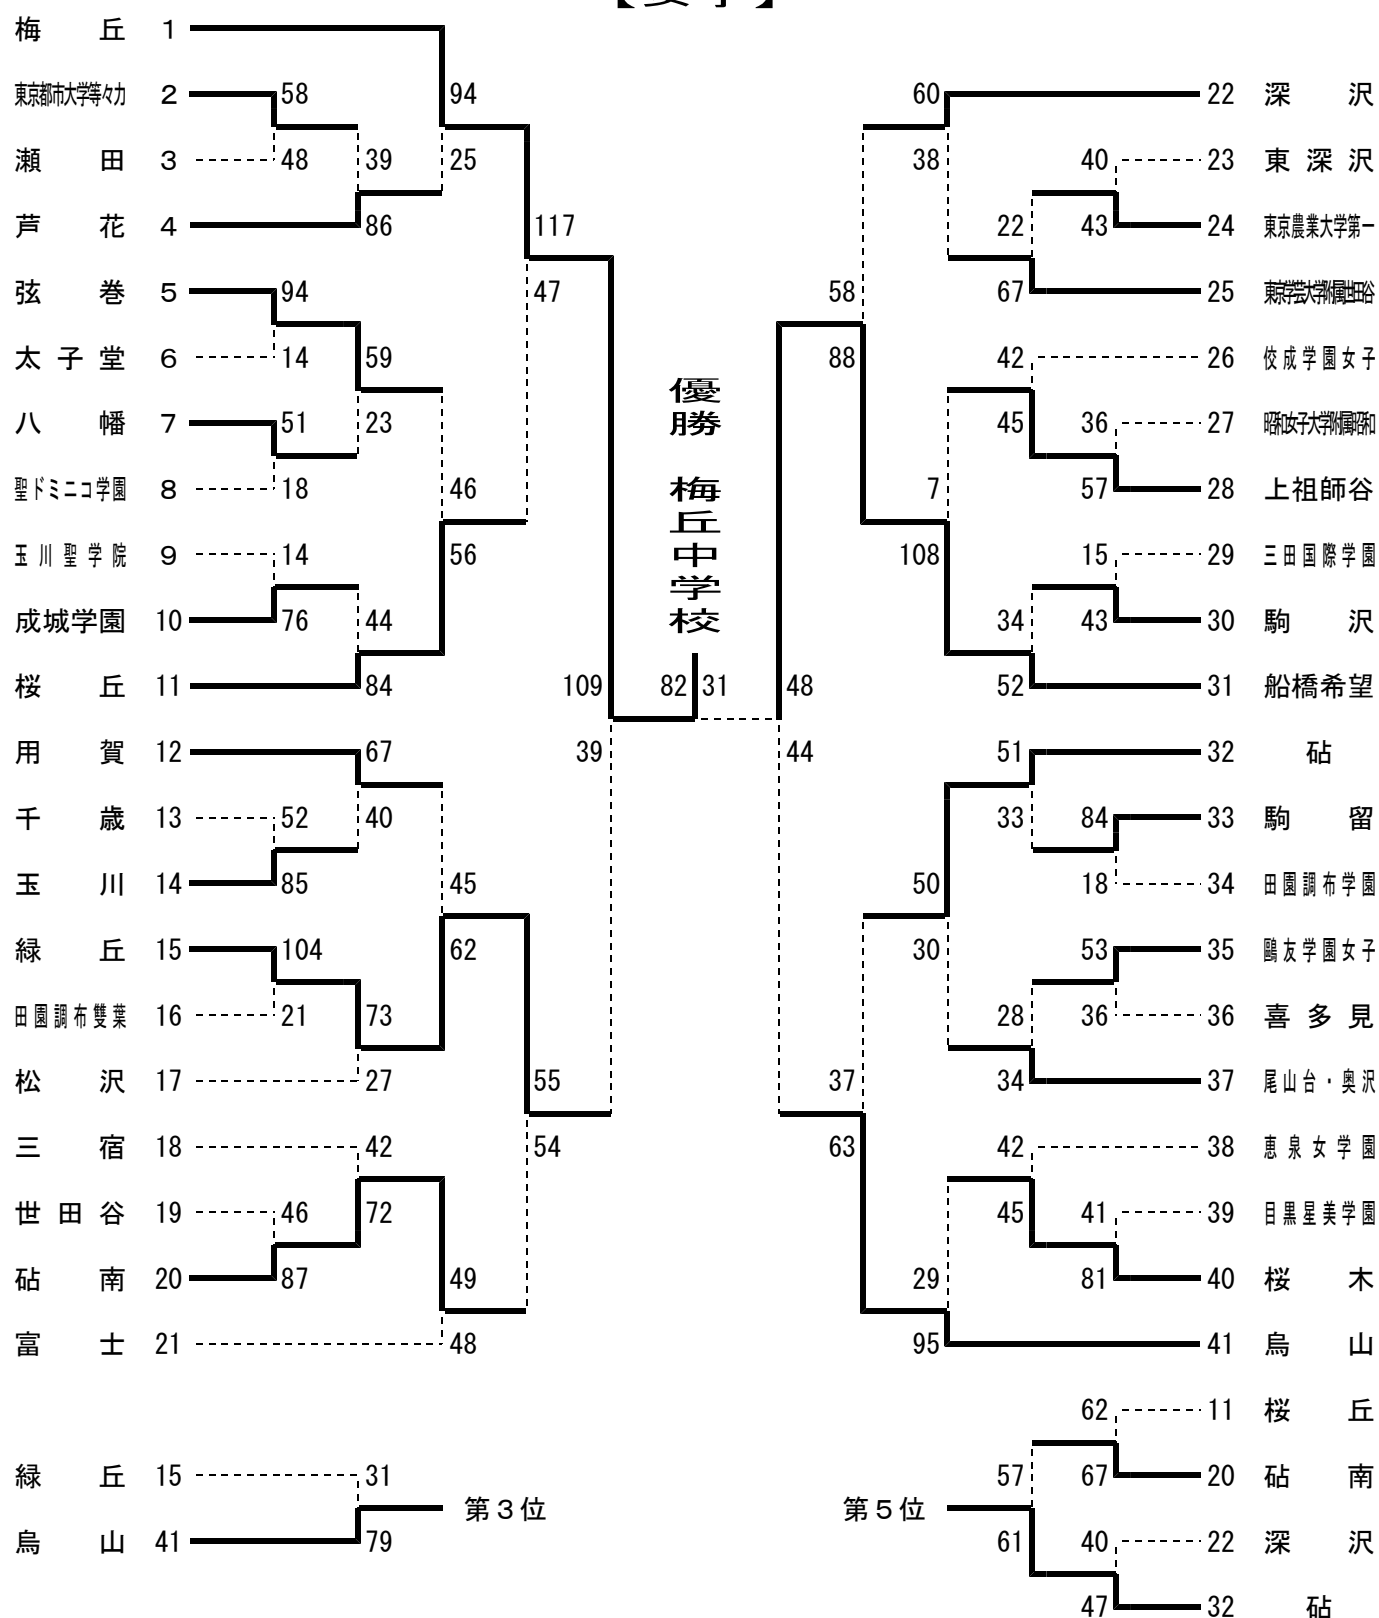 【女子】
梅丘 1
94
東京都市大学等々力 2 58
瀬田 3 48 39 25
芦花 4 86 117
弦巻 5 94 47
太子堂 6 14 59
八幡 7 51 23
聖ドミニコ学園 8 18 46
玉川聖学院 9 14 56
成城学園 10 76 44
桜丘 11 84 109
用賀 12 67 39
千歳 13 52 40
玉川 14 85 45
緑丘 15 104 62
田園調布雙葉 16 21 73
松沢 17 27 55
三宿 18 42 54
世田谷 19 46 72
砧南 20 87 49
富士 21 48
優勝 梅丘中学校
82 31
60 22 深沢
38 40 23 東深沢
22 43 24 東京農業大学第一
58 67 25 東京学芸大学附属世田谷
88 42 26 佼成学園女子
45 36 27 昭和女子大学附属昭和
7 57 28 上祖師谷
108 15 29 三田国際学園
34 43 30 駒沢
48 52 31 船橋希望
44 51 32 砧
33 84 33 駒留
50 18 34 田園調布学園
30 53 35 鷗友学園女子
28 36 36 喜多見
37 34 37 尾山台・奥沢
63 42 38 恵泉女学園
45 41 39 目黒星美学園
29 81 40 桜木
95 41 烏山
緑丘 15 31
第3位
烏山 41 79
62 11 桜丘
57 67 20 砧南
第5位
61 40 22 深沢
47 32 砧